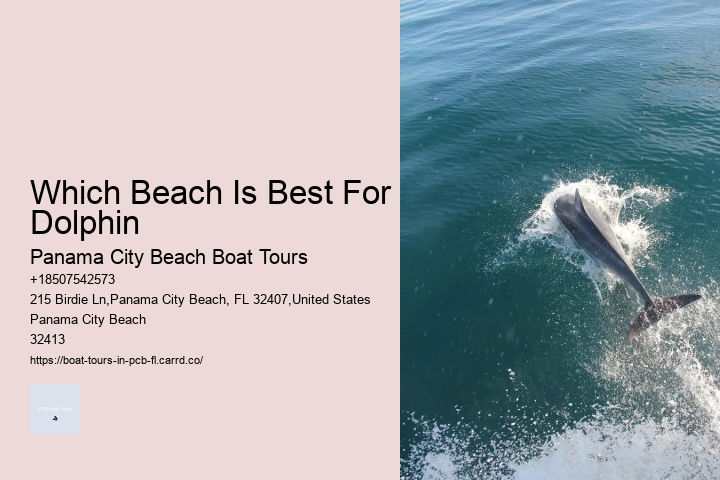 Which Beach Is Best For
Dolphin
Panama City Beach Boat Tours
+18507542573
215 Birdie Ln,Panama City Beach, FL 32407,United States
Panama City Beach
32413
https://boat-tours-in-pcb-fl.carrd.co/